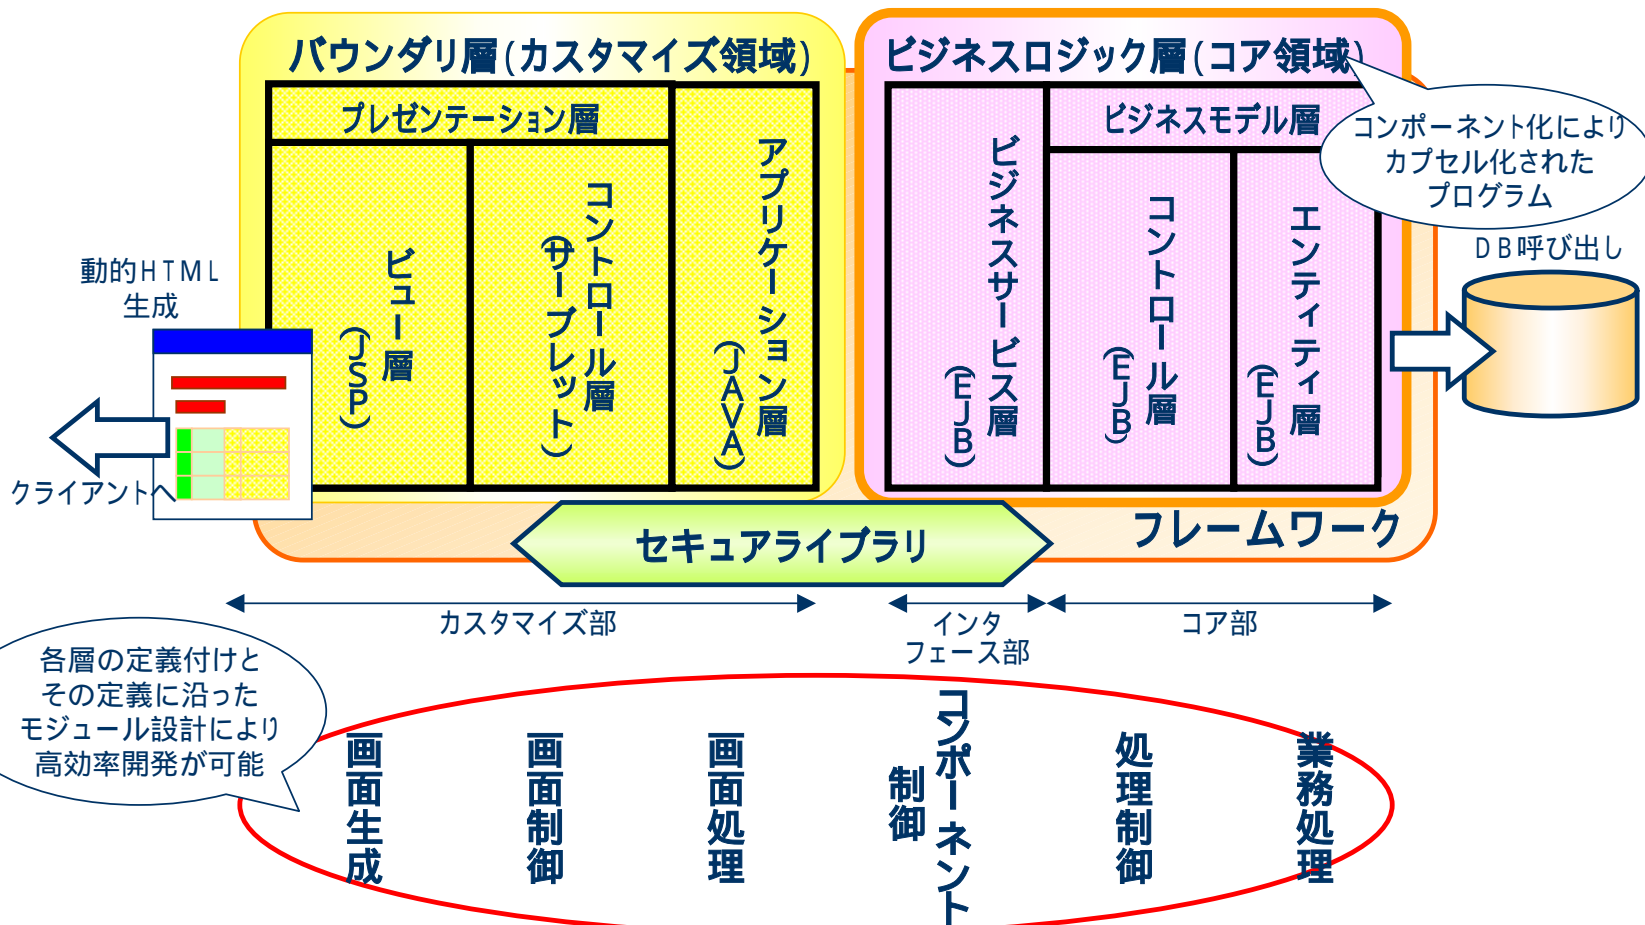 バウンダリ層(カスタマイズ領域)
ビジネスロジック層(コア領域)
プレゼンテーション層
ビュー層
(JSP)
コントロール層
(サーブレット)
アプリケーション層
(JAVA)
ビジネスサービス層
(EJB)
ビジネスモデル層
コントロール層
(EJB)
エンティティ層
(EJB)
コンポーネント化により
カプセル化された
プログラム
DB呼び出し
動的HTML
生成
クライアントへ
セキュアライブラリ
フレームワーク
カスタマイズ部
インタ
フェース部
コア部
各層の定義付けと
その定義に沿った
モジュール設計により
高効率開発が可能
画面生成
画面制御
画面処理
コンポーネント
制御
処理制御
業務処理